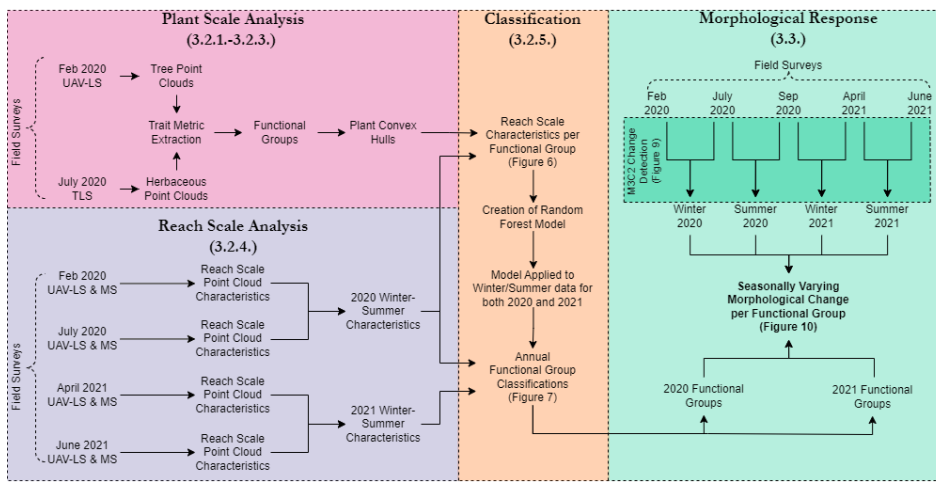 Plant Scale Analysis
(3.2.1.-3.2.3.)
Field Surveys
Feb 2020
UAV-LS
Tree Point
Clouds
Trait Metric
Extraction
Functional
Groups
Plant Convex
Hulls
July 2020
TLS
Herbaceous
Point Clouds
Reach Scale Analysis
(3.2.4.)
Field Surveys
Feb 2020
UAV-LS & MS
Reach Scale
Point Cloud
Characteristics
July 2020
UAV-LS & MS
Reach Scale
Point Cloud
Characteristics
2020 Winter-
Summer
Characteristics
April 2021
UAV-LS & MS
Reach Scale
Point Cloud
Characteristics
June 2021
UAV-LS & MS
Reach Scale
Point Cloud
Characteristics
2021 Winter-
Summer
Characteristics
Classification
(3.2.5.)
Reach Scale
Characteristics per
Functional Group
(Figure 6)
Creation of Random
Forest Model
Model Applied to
Winter/Summer data for
both 2020 and 2021
Annual
Functional Group
Classifications
(Figure 7)
Morphological Response
(3.3.)
Field Surveys
Feb
2020
July
2020
Sep
2020
April
2021
June
2021
M3C2 Change
Detection
(Figure 9)
Winter
2020
Summer
2020
Winter
2021
Summer
2021
Seasonally Varying
Morphological Change
per Functional Group
(Figure 10)
2020 Functional
Groups
2021 Functional
Groups